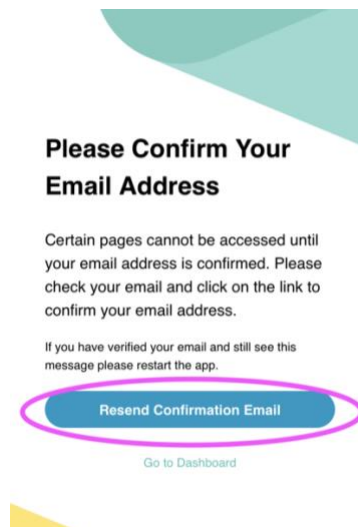 Please Confirm Your
Email Address
Certain pages cannot be accessed until
your email address is confirmed. Please
check your email and click on the link to
confirm your email address.
If you have verified your email and still see this
message please restart the app.
Resend Confirmation Email
Go to Dashboard